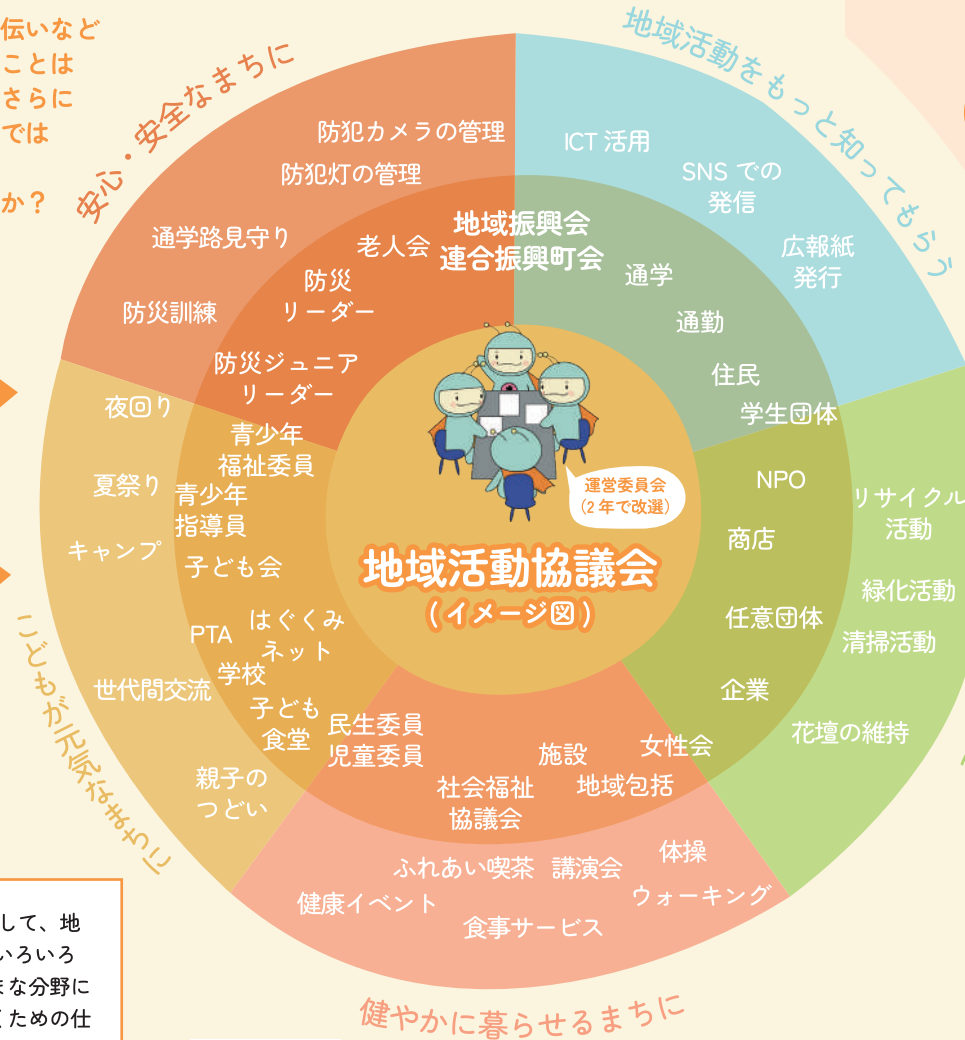 伝いなど
ことは
さらに
では
か？
安心・安全なまちに
防犯カメラの管理
防犯灯の管理
通学路見守り
防災訓練
老人会
防災
リーダー
防災ジュニア
リーダー
地域振興会
連合振興町会
地域活動をもっと知ってもらう
ICT 活用
SNS での
発信
広報紙
発行
通学
通勤
住民
学生団体
NPO
商店
任意団体
企業
リサイクル
活動
緑化活動
清掃活動
花壇の維持
運営委員会
（2 年で改選）
地域活動協議会
( イメージ図 )
夜回り
夏祭り
キャンプ
世代間交流
親子の
つどい
青少年
福祉委員
青少年
指導員
子ども会
PTA
はぐくみ
ネット
学校
子ども
食堂
こどもが元気なまちに
民生委員
児童委員
社会福祉
協議会
施設
地域包括
女性会
ふれあい喫茶
講演会
体操
健康イベント
食事サービス
ウォーキング
健やかに暮らせるまちに
して、地
いろいろ
まな分野に
ための仕